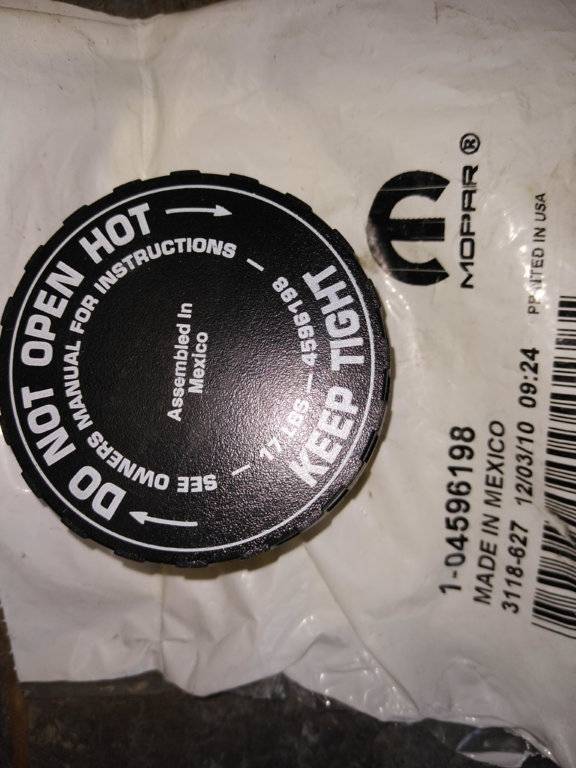 DO NOT OPEN HOT
SEE OWNERS MANUAL FOR INSTRUCTIONS –
Assembled In
Mexico
– 17 LBS – 4596198
KEEP TIGHT
MOPAR ®
1-04596198
MADE IN MEXICO
3118-627 12/03/10 09:24 PRINTED IN USA